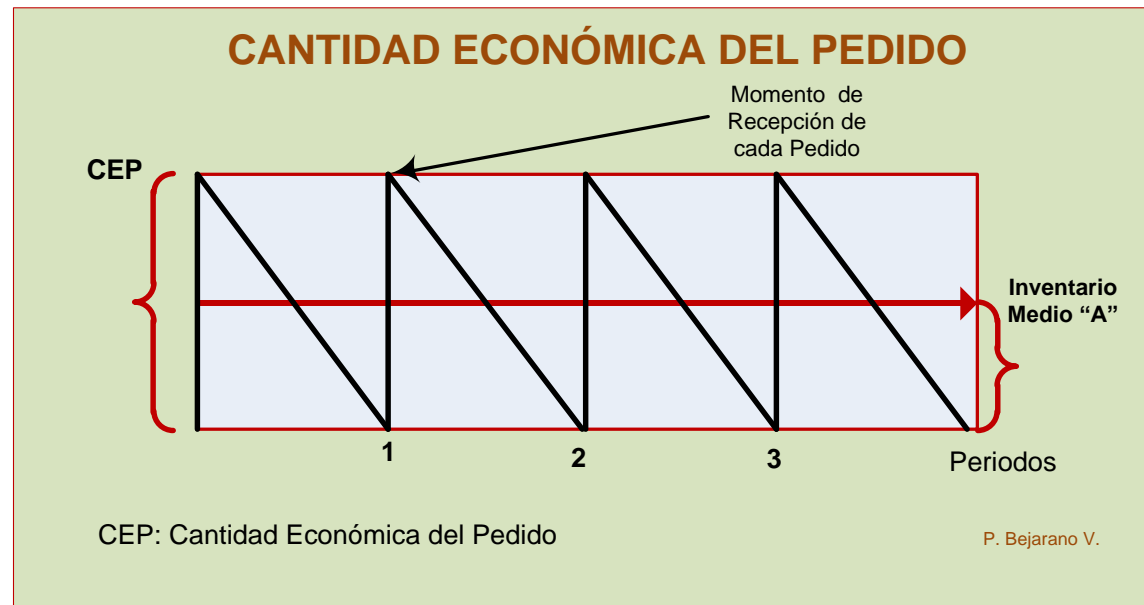 CANTIDAD ECONÓMICA DEL PEDIDO
Momento de
Recepción de
cada Pedido
CEP
Inventario
Medio “A”
1
2
3
Periodos
CEP: Cantidad Económica del Pedido
P. Bejarano V.